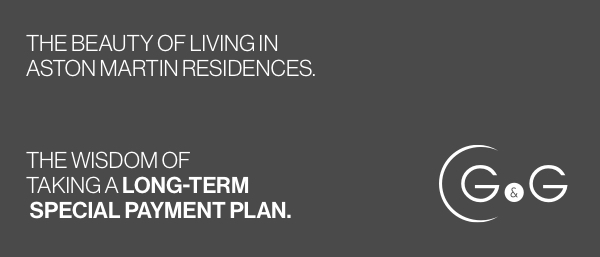 THE BEAUTY OF LIVING IN
ASTON MARTIN RESIDENCES.
THE WISDOM OF
TAKING A LONG-TERM
SPECIAL PAYMENT PLAN.
G&G